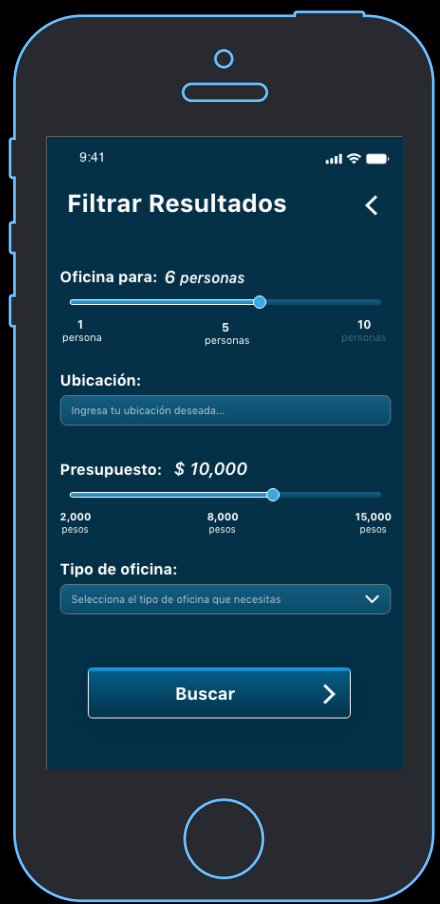 9:41
Filtrar Resultados
Oficina para: 6 personas
1 5 10
persona personas personas
Ubicación:
Ingresa tu ubicación deseada...
Presupuesto: $ 10,000
2,000 8,000 15,000
pesos pesos pesos
Tipo de oficina:
Selecciona el tipo de oficina que necesitas
Buscar